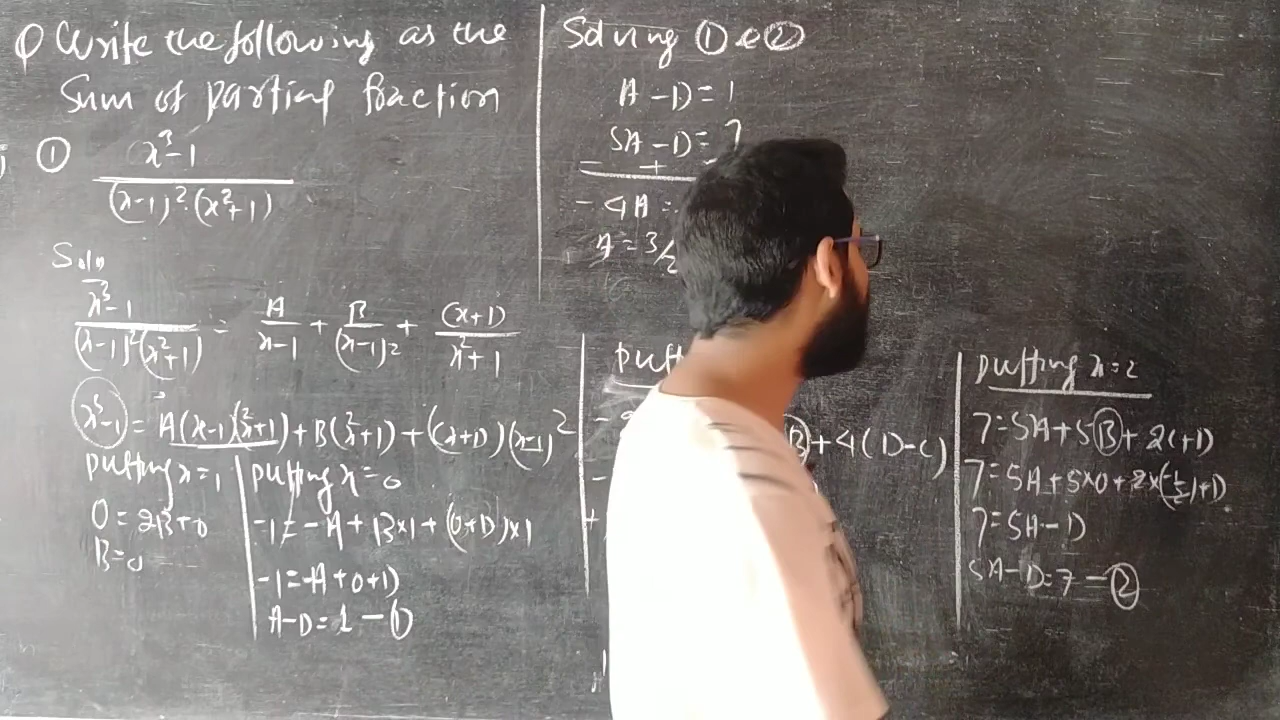 Q Write the following as the
Sum of partial fraction
① x³-1
(x-1)²·(x²+1)
Soln
x³-1 / (x-1)²(x²+1) = A/x-1 + B/(x-1)² + (x+1)/x²+1
x³-1 = A(x-1)(x²+1)+B(x²+1)+(x+D)(x-1)²
putting x=1
0=2B+0
B=0
putting x=0
-1=-A+B×1+(0+D)×1
-1=-A+0+D
A-D=1-①
Solving ① & ②
A-D=1
5A-D=7
- +
-4A=
A=3/2
B+4(D-C)
putting x=2
7=5A+5B+2C+D
7=5A+5×0+2×(-½)+D
7=5A-D
5A-D=7-②